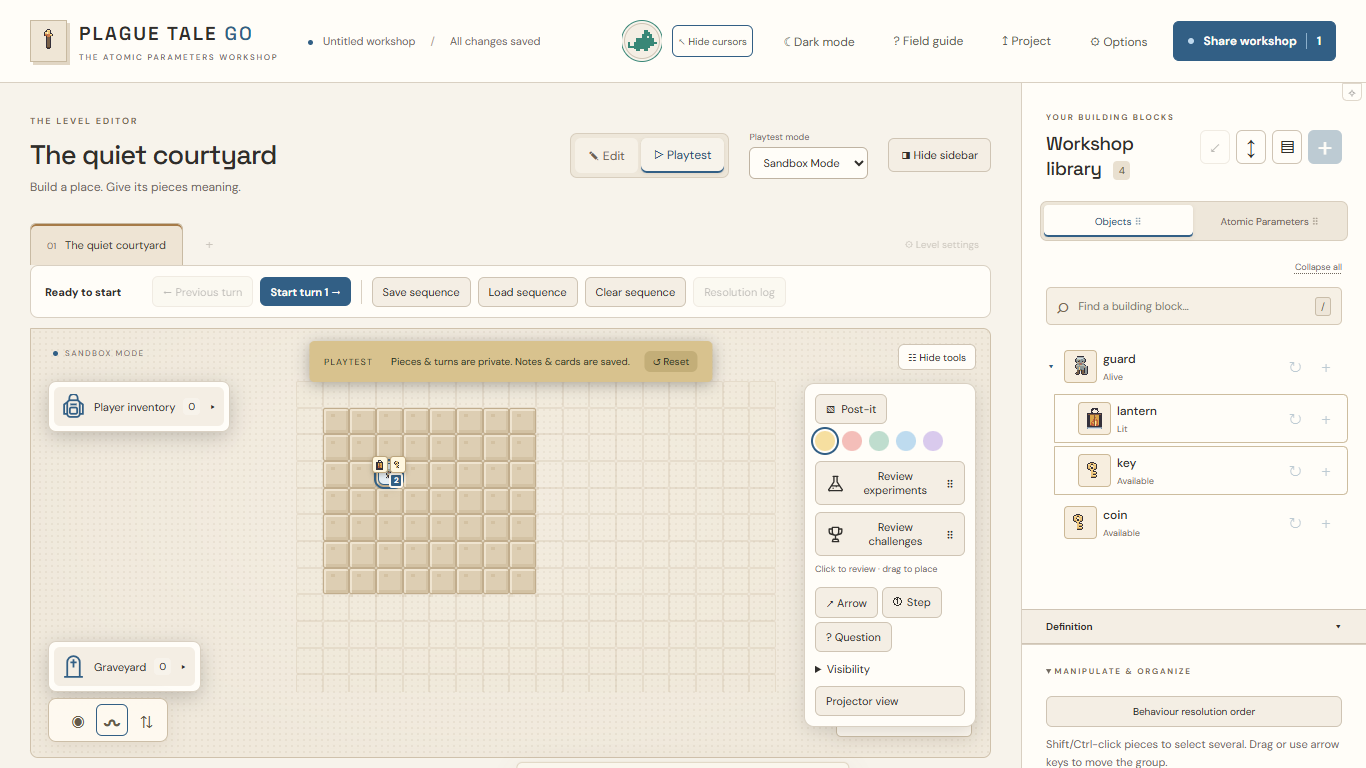 PLAGUE TALE GO
THE ATOMIC PARAMETERS WORKSHOP
Untitled workshop / All changes saved
Hide cursors
Dark mode
? Field guide
Project
Options
Share workshop 1
THE LEVEL EDITOR
The quiet courtyard
Build a place. Give its pieces meaning.
Edit
Playtest
Playtest mode
Sandbox Mode
Hide sidebar
01 The quiet courtyard
+
Level settings
Ready to start
← Previous turn
Start turn 1 →
Save sequence
Load sequence
Clear sequence
Resolution log
SANDBOX MODE
PLAYTEST Pieces & turns are private. Notes & cards are saved. ↺ Reset
Hide tools
Player inventory 0
2
Graveyard 0
Post-it
Review experiments
Review challenges
Click to review · drag to place
Arrow
Step
? Question
Visibility
Projector view
YOUR BUILDING BLOCKS
Workshop library 4
Objects
Atomic Parameters
Collapse all
Find a building block… /
guard
Alive
lantern
Lit
key
Available
coin
Available
Definition
MANIPULATE & ORGANIZE
Behaviour resolution order
Shift/Ctrl-click pieces to select several. Drag or use arrow
keys to move the group.